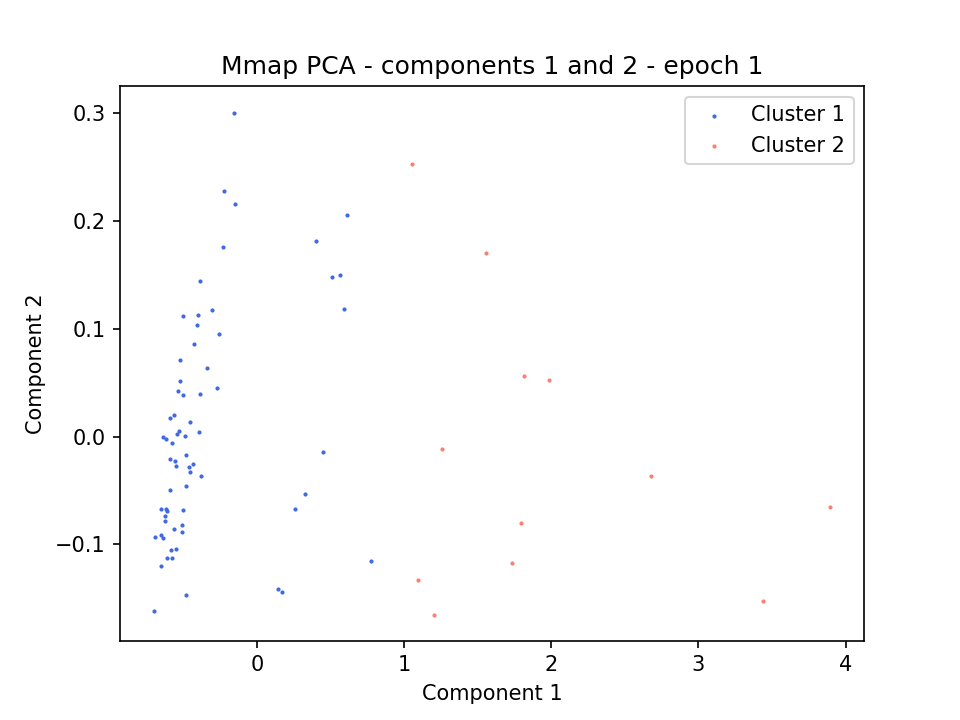 Mmap PCA - components 1 and 2 - epoch 1
Cluster 1
Cluster 2
0.3
0.2
0.1
0.0
−0.1
Component 2
0 1 2 3 4
Component 1